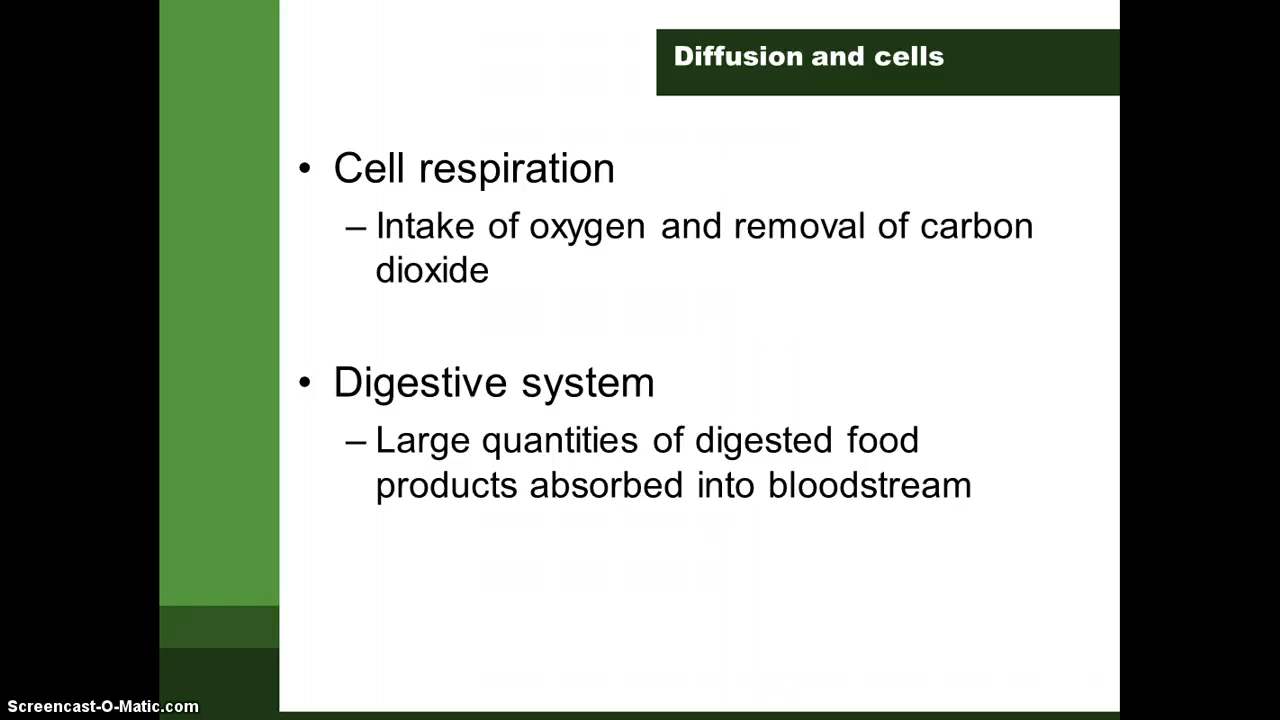 Diffusion and cells
• Cell respiration
– Intake of oxygen and removal of carbon
dioxide
• Digestive system
– Large quantities of digested food
products absorbed into bloodstream
Screencast-O-Matic.com